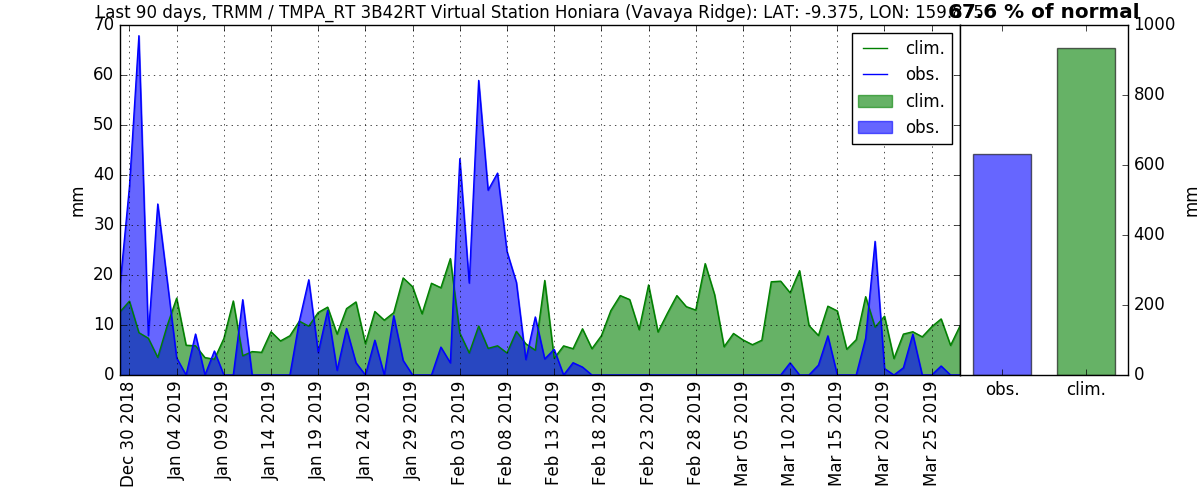 Last 90 days, TRMM / TMPA_RT 3B42RT Virtual Station Honiara (Vavaya Ridge): LAT: -9.375, LON:
67.6 % of normal
70
60
50
40
30
20
10
0
mm
clim.
obs.
clim.
obs.
1000
800
600
400
200
0
mm
obs.
clim.
Dec 30 2018
Jan 04 2019
Jan 09 2019
Jan 14 2019
Jan 19 2019
Jan 24 2019
Jan 29 2019
Feb 03 2019
Feb 08 2019
Feb 13 2019
Feb 18 2019
Feb 23 2019
Feb 28 2019
Mar 05 2019
Mar 10 2019
Mar 15 2019
Mar 20 2019
Mar 25 2019